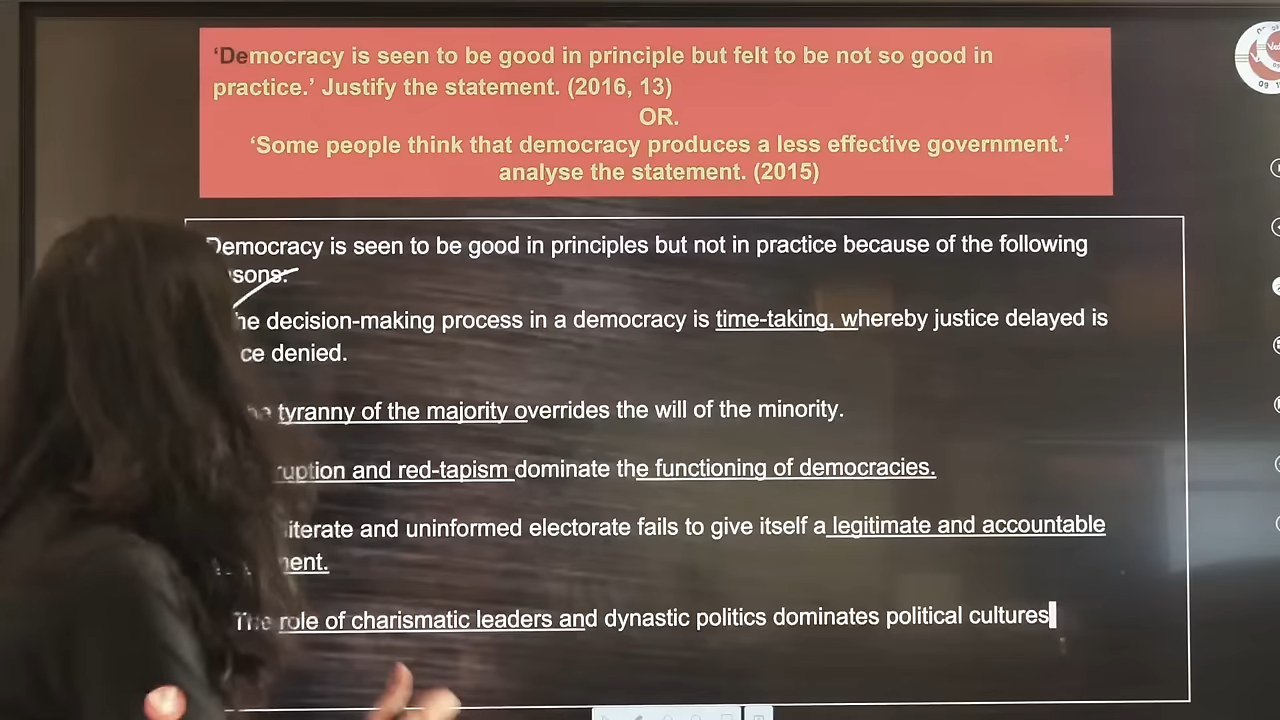 ‘Democracy is seen to be good in principle but felt to be not so good in
practice.’ Justify the statement. (2016, 13)
OR.
‘Some people think that democracy produces a less effective government.’
analyse the statement. (2015)
Democracy is seen to be good in principles but not in practice because of the following
sons:
he decision-making process in a democracy is time-taking, whereby justice delayed is
ce denied.
tyranny of the majority overrides the will of the minority.
ruption and red-tapism dominate the functioning of democracies.
iterate and uninformed electorate fails to give itself a legitimate and accountable
ent.
The role of charismatic leaders and dynastic politics dominates political cultures